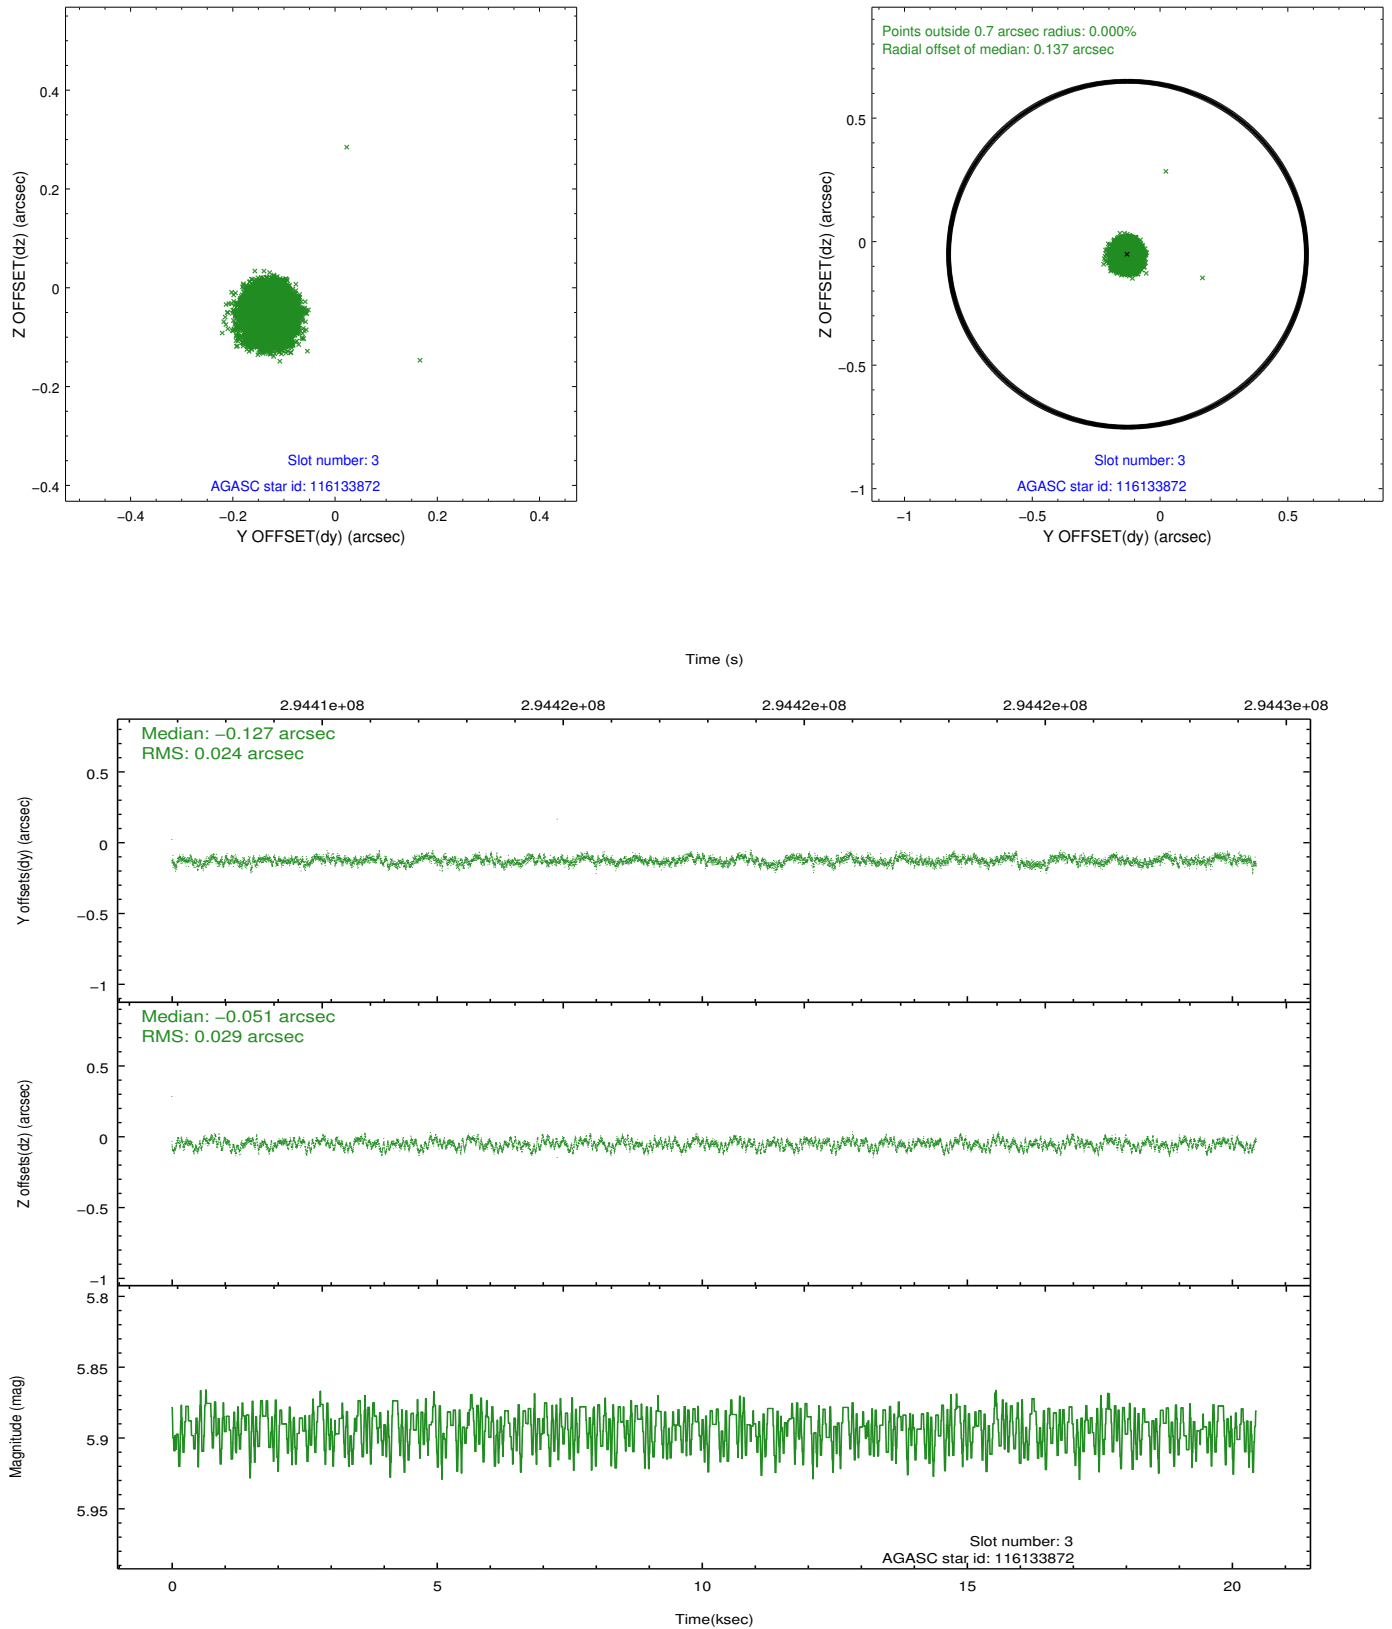 0.4
0.2
0
−0.2
−0.4
Z OFFSET(dz) (arcsec)
Slot number: 3
AGASC star id: 116133872
−0.4
−0.2
0
0.2
0.4
Y OFFSET(dy) (arcsec)
Points outside 0.7 arcsec radius: 0.000%
Radial offset of median: 0.137 arcsec
0.5
0
−0.5
−1
Z OFFSET(dz) (arcsec)
Slot number: 3
AGASC star id: 116133872
−1
−0.5
0
0.5
Y OFFSET(dy) (arcsec)
Time (s)
2.9441e+08
2.9442e+08
2.9442e+08
2.9442e+08
2.9443e+08
Median: −0.127 arcsec
RMS: 0.024 arcsec
0.5
0
−0.5
−1
Y offsets(dy) (arcsec)
Median: −0.051 arcsec
RMS: 0.029 arcsec
0.5
0
−0.5
−1
Z offsets(dz) (arcsec)
5.8
5.85
5.9
5.95
Magnitude (mag)
Slot number: 3
AGASC star id: 116133872
0
5
10
15
20
Time(ksec)